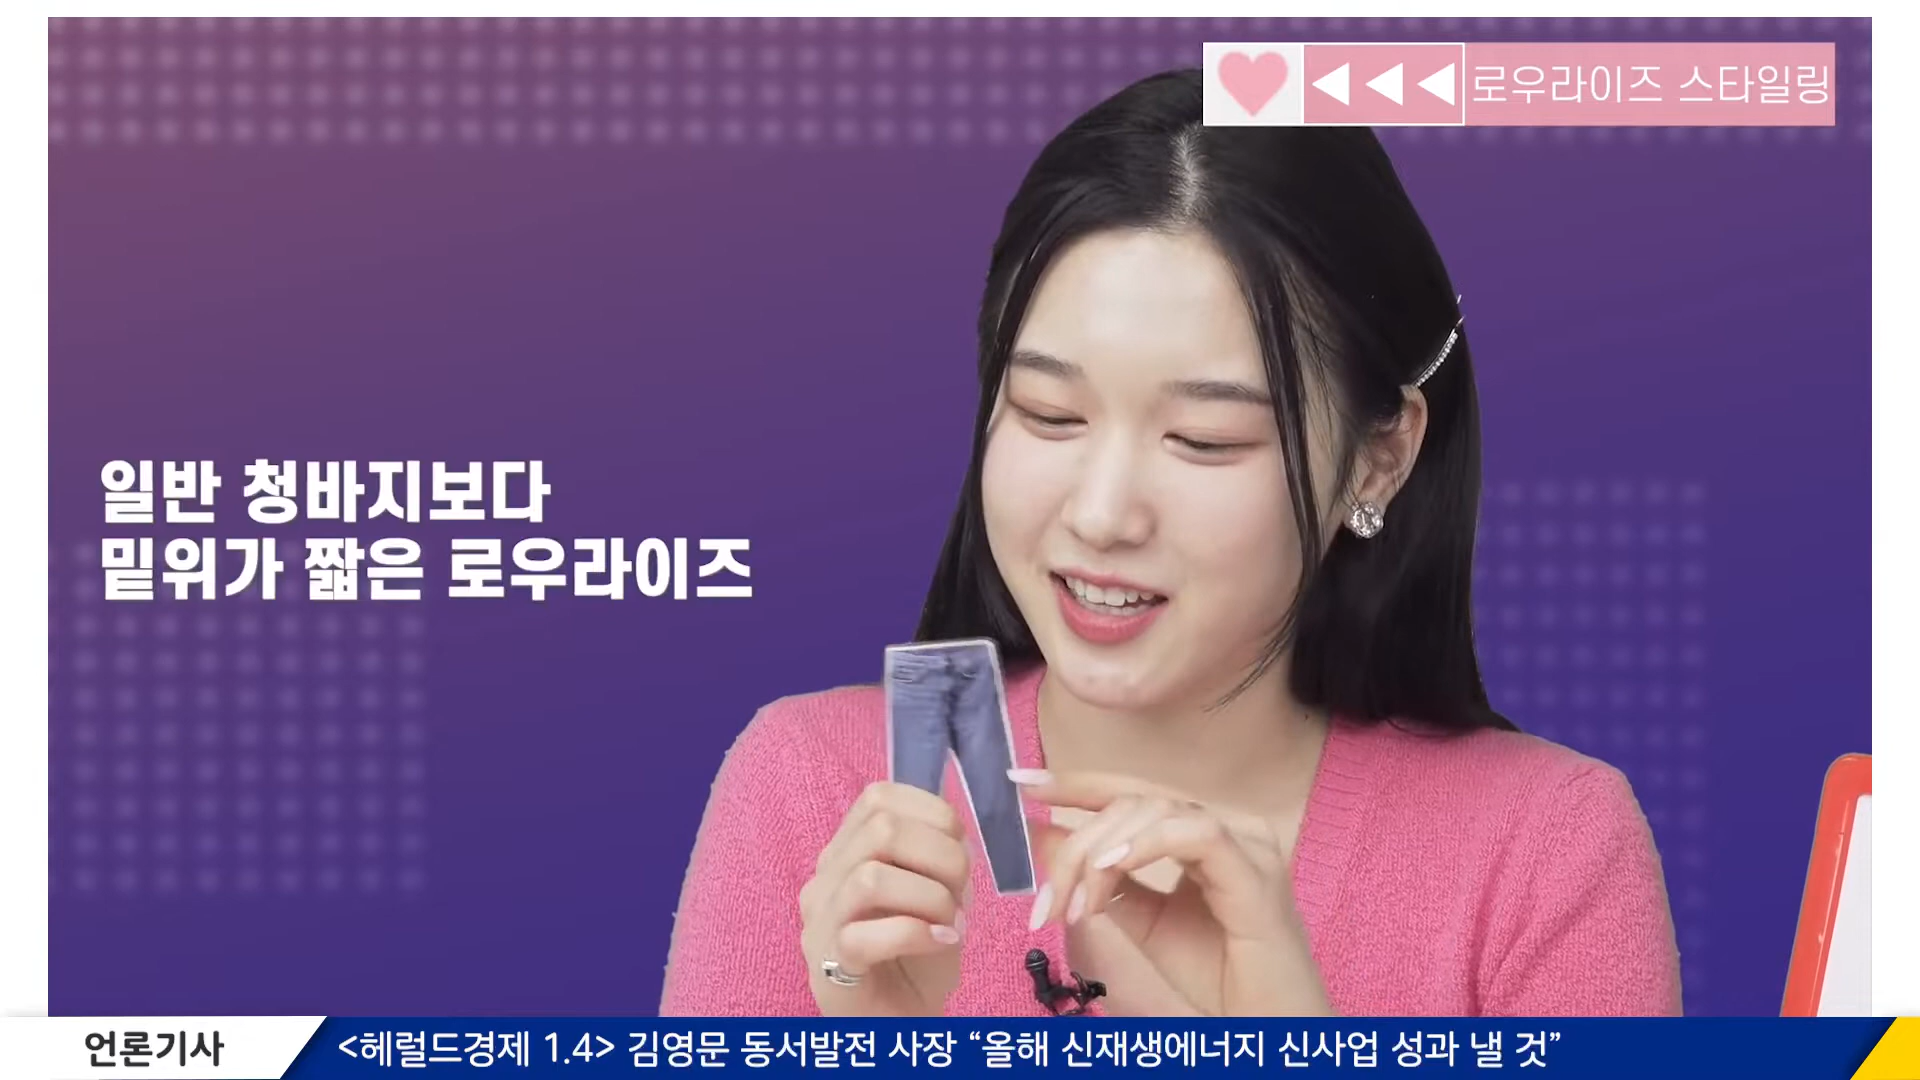 로우라이즈 스타일링
일반 청바지보다
밑위가 짧은 로우라이즈
언론기사
<헤럴드경제 1.4> 김영문 동서발전 사장 “올해 신재생에너지 신사업 성과 낼 것”